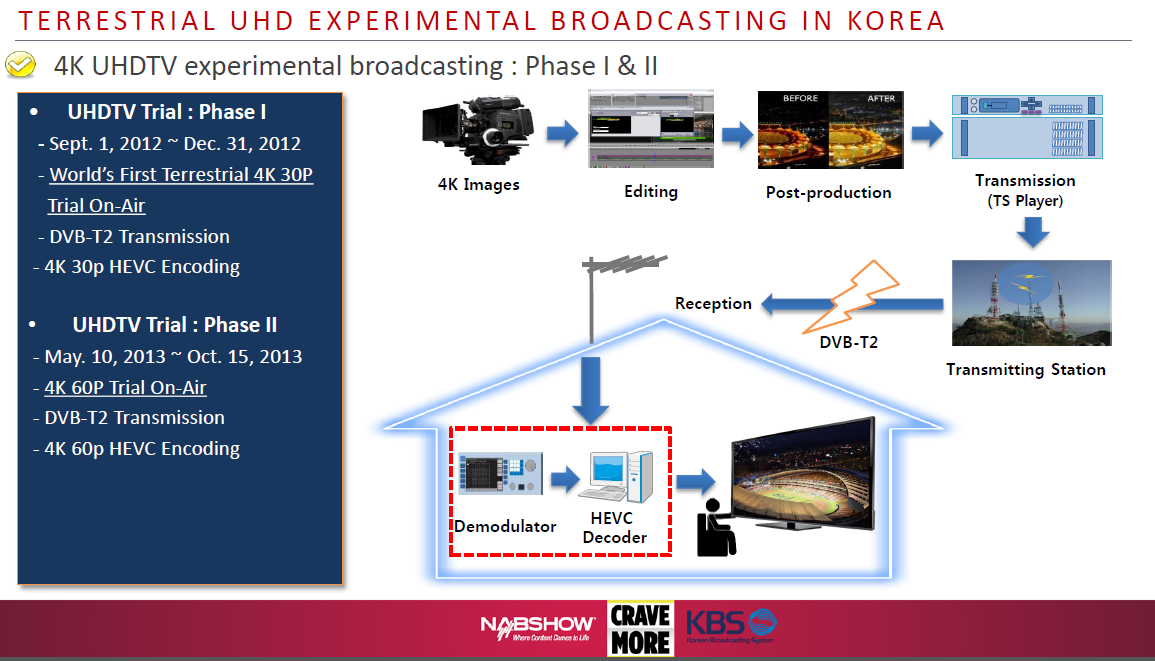 TERRESTRIAL UHD EXPERIMENTAL BROADCASTING IN KOREA
4K UHDTV experimental broadcasting : Phase I & II
• UHDTV Trial : Phase I
- Sept. 1, 2012 ~ Dec. 31, 2012
- World's First Terrestrial 4K 30P
Trial On-Air
- DVB-T2 Transmission
- 4K 30p HEVC Encoding
• UHDTV Trial : Phase II
- May. 10, 2013 ~ Oct. 15, 2013
- 4K 60P Trial On-Air
- DVB-T2 Transmission
- 4K 60p HEVC Encoding
4K Images
Editing
BEFORE
AFTER
Post-production
Transmission
(TS Player)
Reception
DVB-T2
Transmitting Station
Demodulator
HEVC
Decoder
NABSHOW
Where Content Comes to Life
CRAVE
MORE
KBS
Korean Broadcasting System